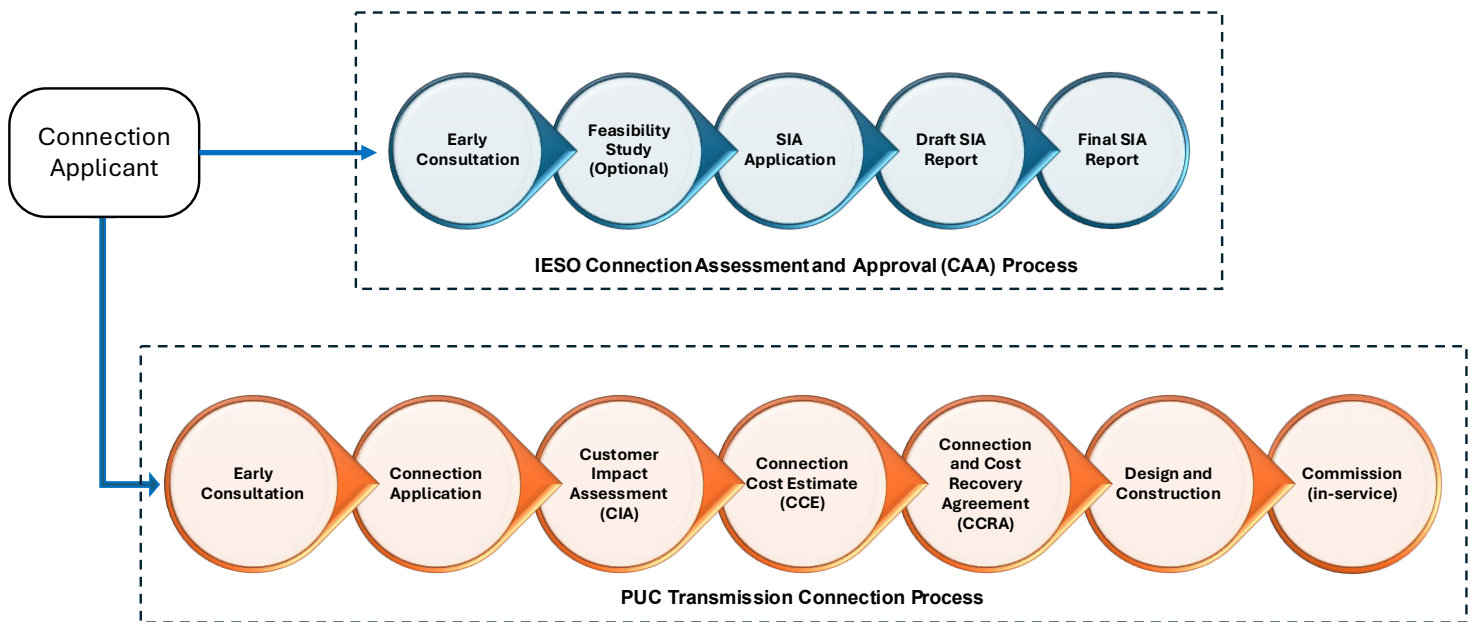 Connection
Applicant
Early
Consultation
Feasibility
Study
(Optional)
SIA
Application
Draft SIA
Report
Final SIA
Report
IESO Connection Assessment and Approval (CAA) Process
Early
Consultation
Connection
Application
Customer
Impact
Assessment
(CIA)
Connection
Cost Estimate
(CCE)
Connection
and Cost
Recovery
Agreement
(CCRA)
Design and
Construction
Commission
(in-service)
PUC Transmission Connection Process